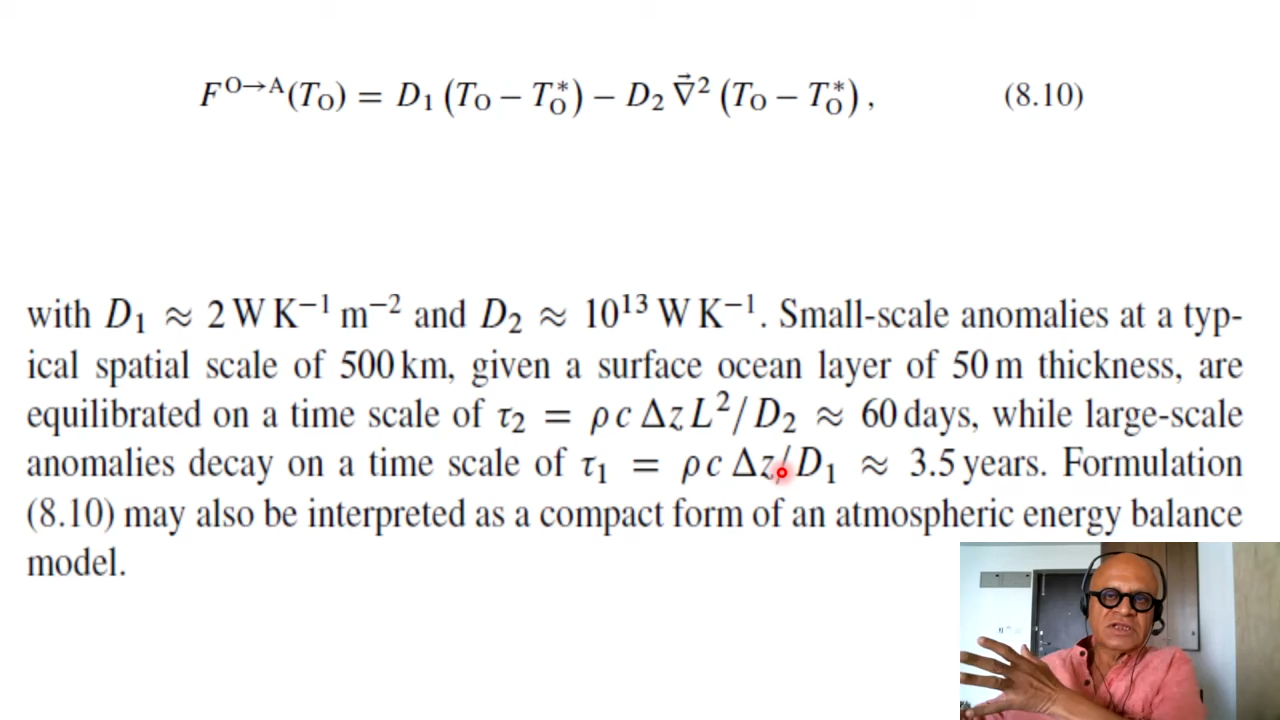 F^{O→A}(T_O) = D_1 (T_O − T_O^*) − D_2 \vec{∇}^2 (T_O − T_O^*) , (8.10)
with D_1 ≈ 2 W K^{−1} m^{−2} and D_2 ≈ 10^{13} W K^{−1}. Small-scale anomalies at a typ-
ical spatial scale of 500 km, given a surface ocean layer of 50 m thickness, are
equilibrated on a time scale of τ_2 = ρ c Δz L^2/D_2 ≈ 60 days, while large-scale
anomalies decay on a time scale of τ_1 = ρ c Δz/D_1 ≈ 3.5 years. Formulation
(8.10) may also be interpreted as a compact form of an atmospheric energy balance
model.